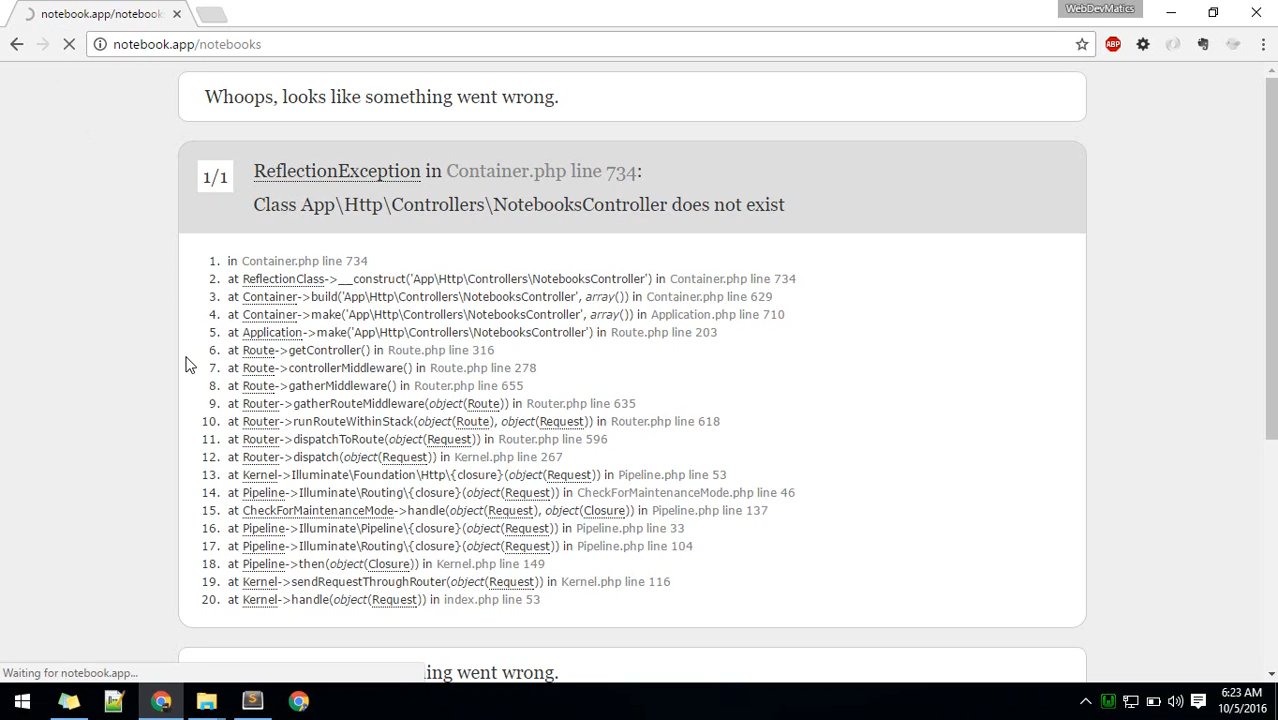 notebook.app/notebook
WebDevMatics
notebook.app/notebooks
ABP
Whoops, looks like something went wrong.
1/1
ReflectionException in Container.php line 734:
Class App\Http\Controllers\NotebooksController does not exist
1. in Container.php line 734
2. at ReflectionClass->__construct('App\Http\Controllers\NotebooksController') in Container.php line 734
3. at Container->build('App\Http\Controllers\NotebooksController', array()) in Container.php line 629
4. at Container->make('App\Http\Controllers\NotebooksController', array()) in Application.php line 710
5. at Application->make('App\Http\Controllers\NotebooksController') in Route.php line 203
6. at Route->getController() in Route.php line 316
7. at Route->controllerMiddleware() in Route.php line 278
8. at Route->gatherMiddleware() in Router.php line 655
9. at Router->gatherRouteMiddleware(object(Route)) in Router.php line 635
10. at Router->runRouteWithinStack(object(Route), object(Request)) in Router.php line 618
11. at Router->dispatchToRoute(object(Request)) in Router.php line 596
12. at Router->dispatch(object(Request)) in Kernel.php line 267
13. at Kernel->Illuminate\Foundation\Http\{closure}(object(Request)) in Pipeline.php line 53
14. at Pipeline->Illuminate\Routing\{closure}(object(Request)) in CheckForMaintenanceMode.php line 46
15. at CheckForMaintenanceMode->handle(object(Request), object(Closure)) in Pipeline.php line 137
16. at Pipeline->Illuminate\Pipeline\{closure}(object(Request)) in Pipeline.php line 33
17. at Pipeline->Illuminate\Routing\{closure}(object(Request)) in Pipeline.php line 104
18. at Pipeline->then(object(Closure)) in Kernel.php line 149
19. at Kernel->sendRequestThroughRouter(object(Request)) in Kernel.php line 116
20. at Kernel->handle(object(Request)) in index.php line 53
Waiting for notebook.app...
ing went wrong.
6:23 AM
10/5/2016